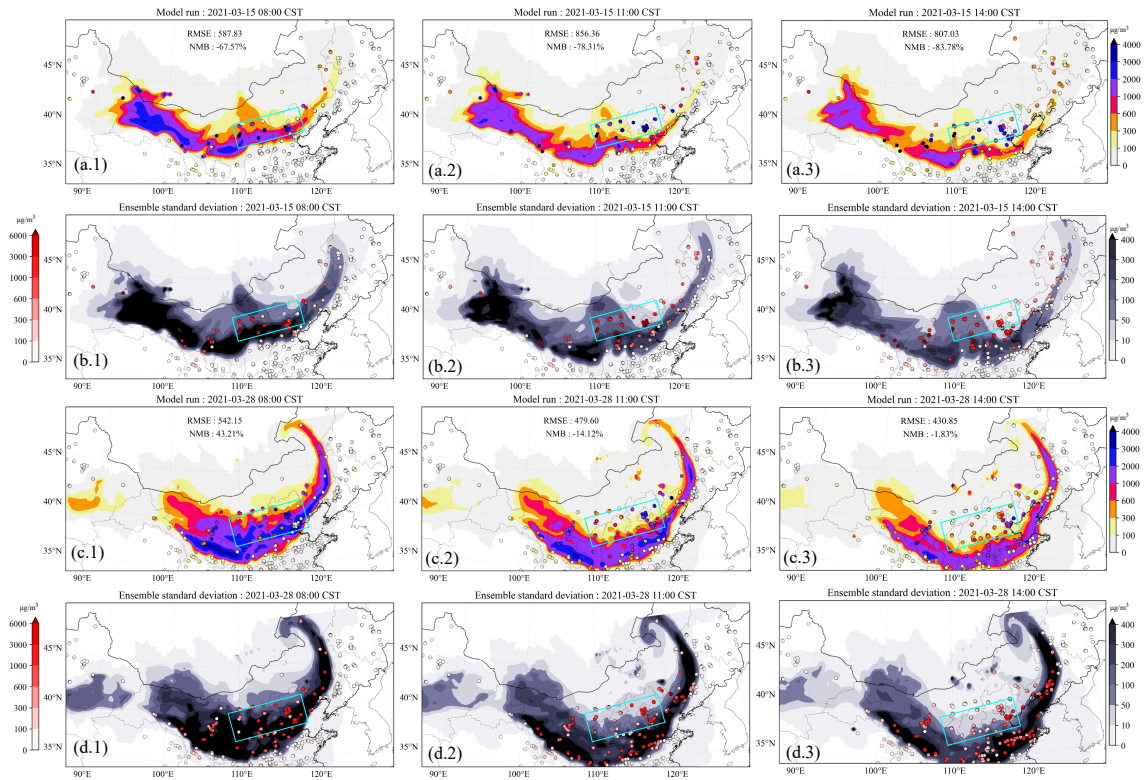 Model run : 2021-03-15 08:00 CST
Model run : 2021-03-15 11:00 CST
Model run : 2021-03-15 14:00 CST
µg/m³
RMSE : 587.83
NMB : -67.57%
RMSE : 856.36
NMB : -78.31%
RMSE : 807.03
NMB : -83.78%
45°N
40°N
35°N
45°N
40°N
35°N
45°N
40°N
35°N
4000
3000
2000
1000
600
300
100
0
(a.1)
(a.2)
(a.3)
90°E 100°E 110°E 120°E
90°E 100°E 110°E 120°E
90°E 100°E 110°E 120°E
Ensemble standard deviation : 2021-03-15 08:00 CST
Ensemble standard deviation : 2021-03-15 11:00 CST
Ensemble standard deviation : 2021-03-15 14:00 CST
µg/m³
6000
3000
1000
600
300
100
0
45°N
40°N
35°N
45°N
40°N
35°N
45°N
40°N
35°N
µg/m³
400
300
200
100
50
10
0
(b.1)
(b.2)
(b.3)
90°E 100°E 110°E 120°E
90°E 100°E 110°E 120°E
90°E 100°E 110°E 120°E
Model run : 2021-03-28 08:00 CST
Model run : 2021-03-28 11:00 CST
Model run : 2021-03-28 14:00 CST
RMSE : 542.15
NMB : 43.21%
RMSE : 479.60
NMB : -14.12%
RMSE : 430.85
NMB : -1.83%
45°N
40°N
35°N
45°N
40°N
35°N
45°N
40°N
35°N
µg/m³
4000
3000
2000
1000
600
300
100
0
(c.1)
(c.2)
(c.3)
90°E 100°E 110°E 120°E
90°E 100°E 110°E 120°E
90°E 100°E 110°E 120°E
Ensemble standard deviation : 2021-03-28 08:00 CST
Ensemble standard deviation : 2021-03-28 11:00 CST
Ensemble standard deviation : 2021-03-28 14:00 CST
µg/m³
6000
3000
1000
600
300
100
0
45°N
40°N
35°N
45°N
40°N
35°N
45°N
40°N
35°N
µg/m³
400
300
200
100
50
10
0
(d.1)
(d.2)
(d.3)
90°E 100°E 110°E 120°E
90°E 100°E 110°E 120°E
90°E 100°E 110°E 120°E